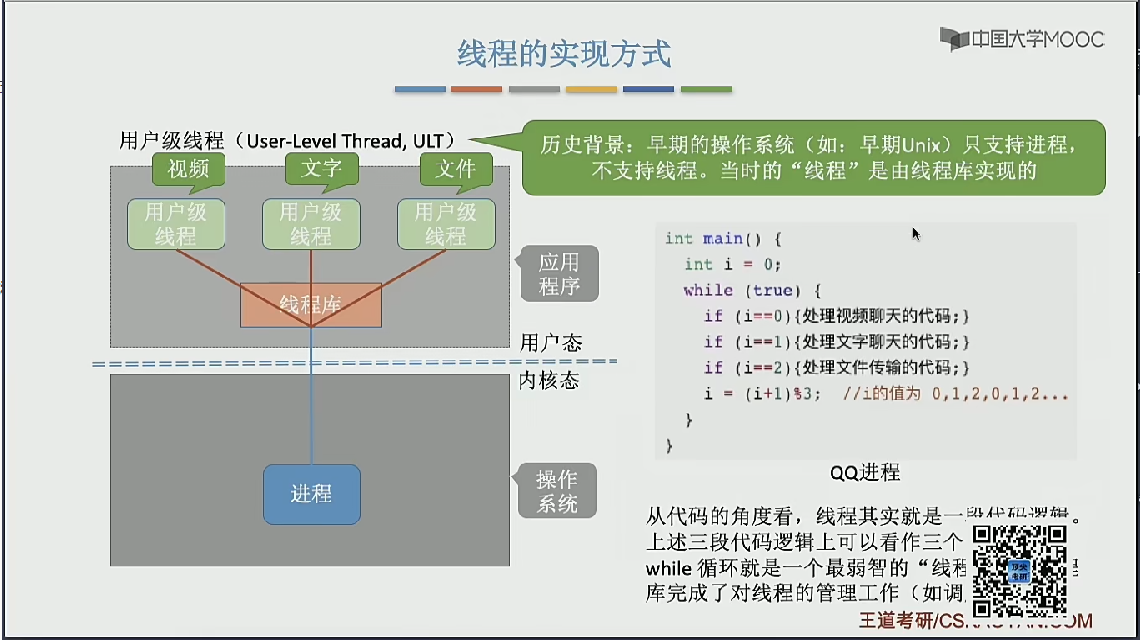 线程的实现方式
中国大学MOOC
用户级线程（User-Level Thread, ULT）
历史背景：早期的操作系统（如：早期Unix）只支持进程，
不支持线程。当时的“线程”是由线程库实现的
视频
文字
文件
用户级
线程
用户级
线程
用户级
线程
线程库
应用
程序
用户态
内核态
进程
操作
系统
int main() {
int i = 0;
while (true) {
if (i==0){处理视频聊天的代码;}
if (i==1){处理文字聊天的代码;}
if (i==2){处理文件传输的代码;}
i = (i+1)%3; //i的值为 0,1,2,0,1,2...
}
}
QQ进程
从代码的角度看，线程其实就是一段代码逻辑。
上述三段代码逻辑上可以看作三个
while 循环就是一个最弱智的“线程
库完成了对线程的管理工作（如调
王道考研/CSKAOYAN.COM